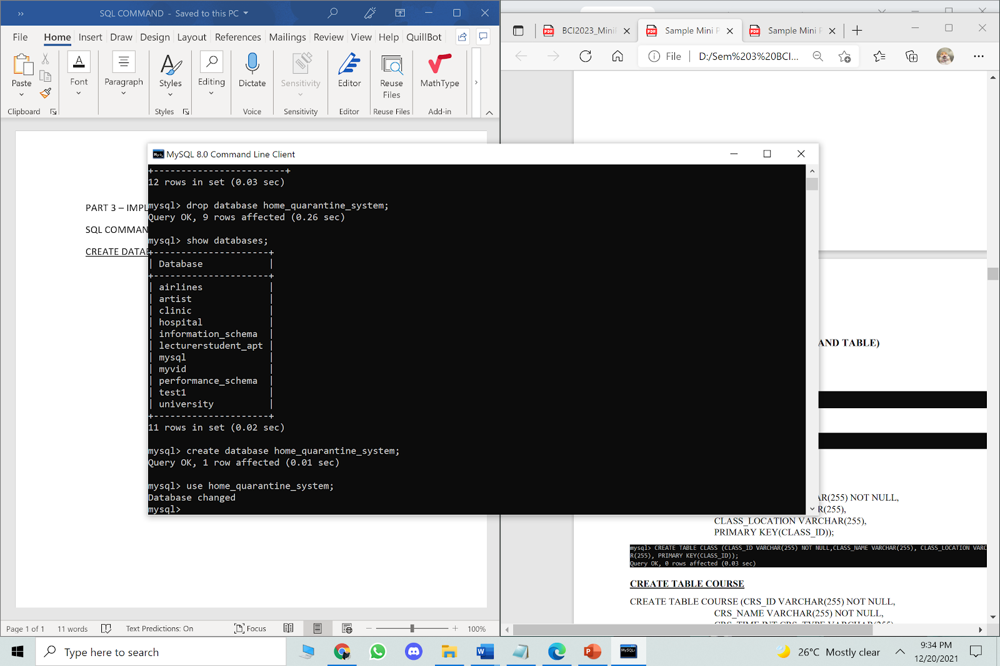 »
SQL COMMAND - Saved to this PC
File Home Insert Draw Design Layout References Mailings Review View Help QuillBot
Paste
Font
Paragraph
Styles
Editing
Dictate
Sensitivity
Editor
Reuse
Files
MathType
Clipboard
Styles
Voice
Sensitivity
Editor
Reuse Files
Add-in
PART 3 – IMPL
SQL COMMAN
CREATE DATAB
Page 1 of 1 11 words Text Predictions: On Focus 100%
BCI2023_Mini
Sample Mini P
Sample Mini P
File D:/Sem%203%20BCI...
AND TABLE)
AR(255) NOT NULL,
R(255),
CLASS_LOCATION VARCHAR(255),
PRIMARY KEY(CLASS_ID));
mysql> CREATE TABLE CLASS (CLASS_ID VARCHAR(255) NOT NULL,CLASS_NAME VARCHAR(255), CLASS_LOCATION VARC
R(255), PRIMARY KEY(CLASS_ID));
Query OK, 0 rows affected (0.03 sec)
CREATE TABLE COURSE
CREATE TABLE COURSE (CRS_ID VARCHAR(255) NOT NULL,
CRS_NAME VARCHAR(255) NOT NULL,
CRS_TIME INT,CRS_TYPE VARCHAR(255)
MySQL 8.0 Command Line Client
+------------------------+
12 rows in set (0.03 sec)
mysql> drop database home_quarantine_system;
Query OK, 9 rows affected (0.26 sec)
mysql> show databases;
+---------------------+
| Database |
+---------------------+
| airlines |
| artist |
| clinic |
| hospital |
| information_schema |
| lecturerstudent_apt |
| mysql |
| myvid |
| performance_schema |
| test1 |
| university |
+---------------------+
11 rows in set (0.02 sec)
mysql> create database home_quarantine_system;
Query OK, 1 row affected (0.01 sec)
mysql> use home_quarantine_system;
Database changed
mysql>
Type here to search
26°C Mostly clear
9:34 PM
12/20/2021